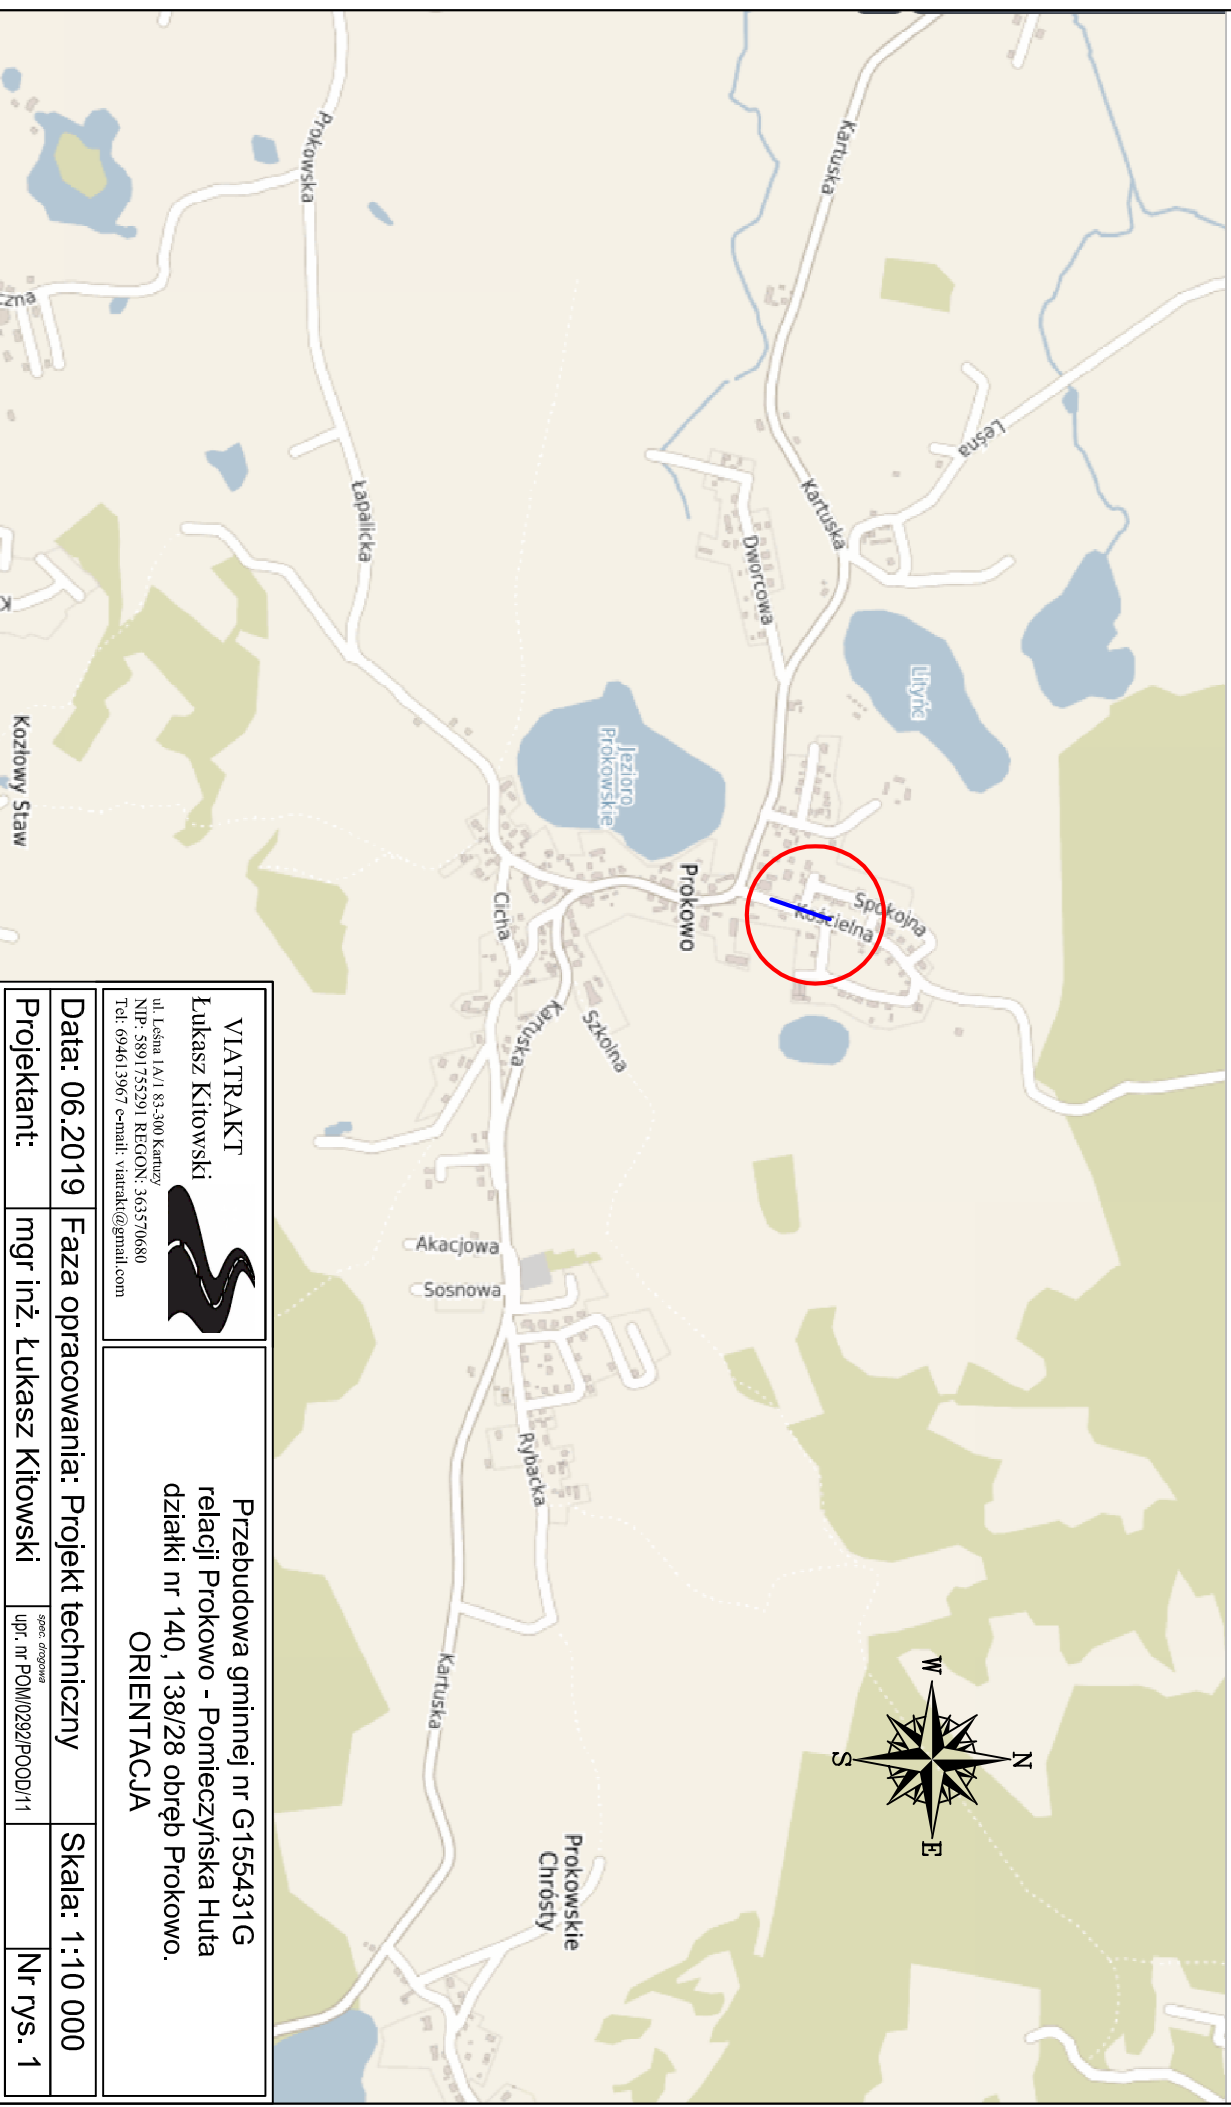 Kartuska
Leśna
Prokowska
czna
Łapalicka
Kartuska
Dworcowa
Lityńc
Jezioro
Prokowskie
Kozłowy Staw
K
Prokowo
Spokojna
Kościelna
Cicha
Szkolna
Kartuska
Akacjowa
Sosnowa
Rybacka
Kartuska
Prokowskie
Chrósty
N
W
E
S
VIATRAKT
Łukasz Kitowski
ul. Leśna 1A/1 83-300 Kartuzy
NIP: 5891755291 REGON: 363570680
Tel: 694613967 e-mail: viatrakt@gmail.com
Przebudowa gminnej nr G155431G
relacji Prokowo - Pomieczyńska Huta
działki nr 140, 138/28 obręb Prokowo.
ORIENTACJA
Data: 06.2019
Faza opracowania: Projekt techniczny
Skala: 1:10 000
Projektant:
mgr inż. Łukasz Kitowski
spec. drogowa
upr. nr POM/0292/POOD/11
Nr rys. 1